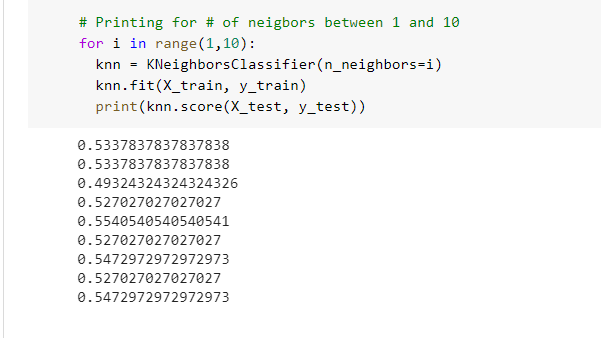 # Printing for # of neigbors between 1 and 10
for i in range(1,10):
  knn = KNeighborsClassifier(n_neighbors=i)
  knn.fit(X_train, y_train)
  print(knn.score(X_test, y_test))
0.5337837837837838
0.5337837837837838
0.49324324324324326
0.527027027027027
0.5540540540540541
0.527027027027027
0.5472972972972973
0.527027027027027
0.5472972972972973